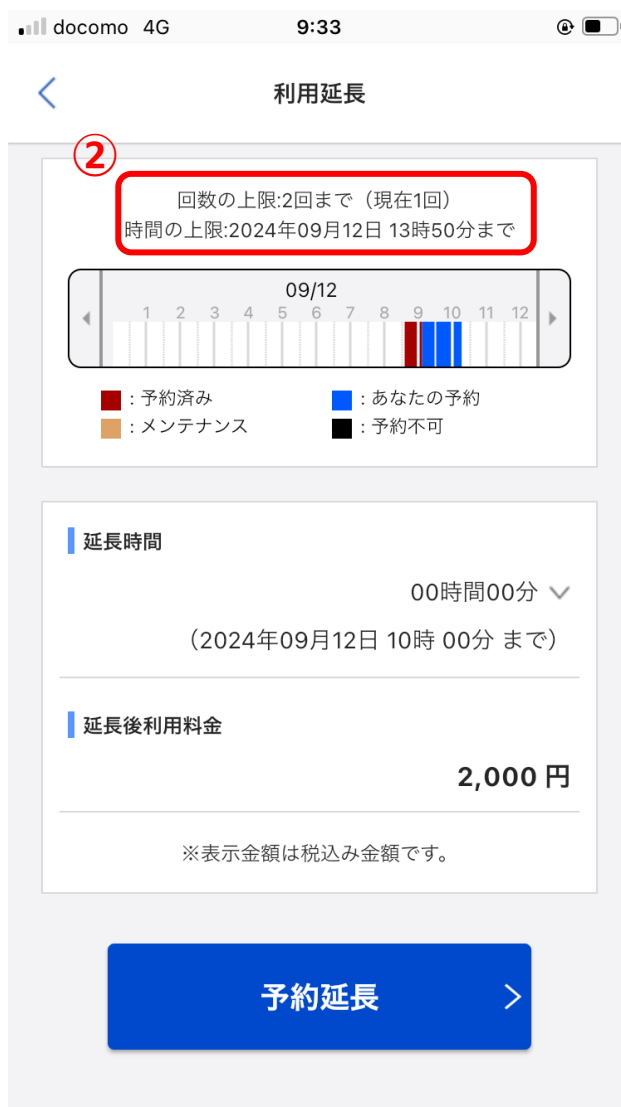 docomo 4G 9:33
利用延長
②
回数の上限:2回まで（現在1回）
時間の上限:2024年09月12日 13時50分まで
09/12
1 2 3 4 5 6 7 8 9 10 11 12
：予約済み ：あなたの予約
：メンテナンス ：予約不可
延長時間
00時間00分
（2024年09月12日 10時 00分 まで）
延長後利用料金
2,000 円
※表示金額は税込み金額です。
予約延長